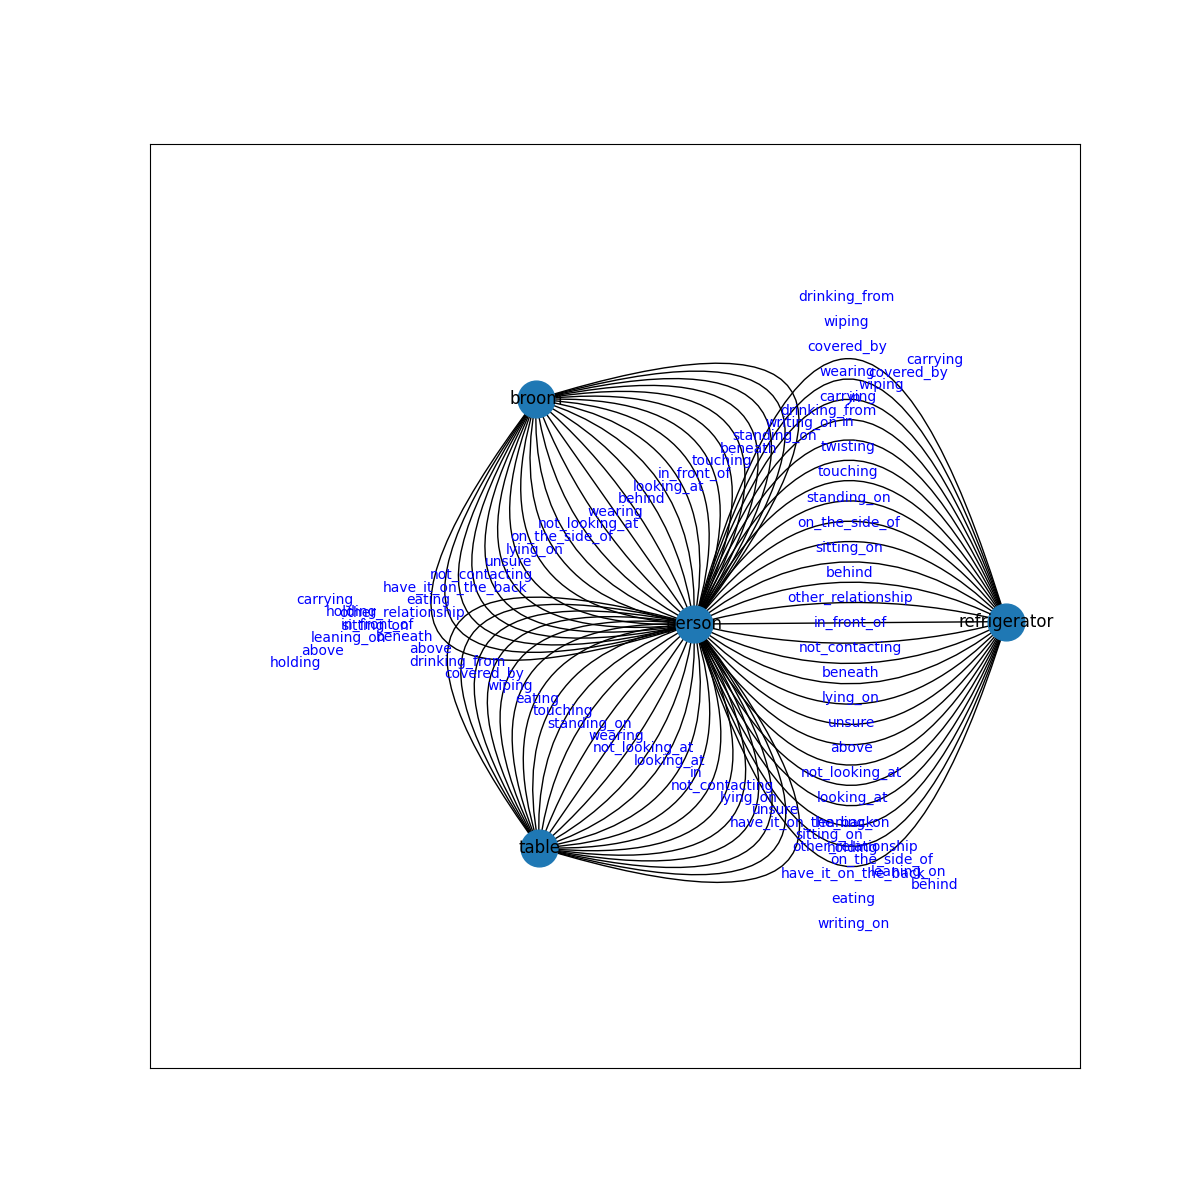 drinking_from
wiping
covered_by
carrying
wearing
covered_by
wiping
carrying
in
broom
drinking_from
writing_on
in
standing_on
twisting
beneath
touching
touching
in_front_of
looking_at
standing_on
behind
wearing
not_looking_at
on_the_side_of
on_the_side_of
lying_on
sitting_on
unsure
not_contacting
behind
have_it_on_the_back
carrying
eating
other_relationship
holding
other_relationship
person
refrigerator
in_front_of
sitting_on
in_front_of
leaning_on
beneath
above
above
not_contacting
holding
drinking_from
covered_by
beneath
wiping
eating
lying_on
touching
standing_on
unsure
wearing
not_looking_at
above
looking_at
in
not_looking_at
not_contacting
lying_on
looking_at
unsure
have_it_on_the_back
leaning_on
sitting_on
table
other_relationship
holding
on_the_side_of
have_it_on_the_back
leaning_on
behind
eating
writing_on